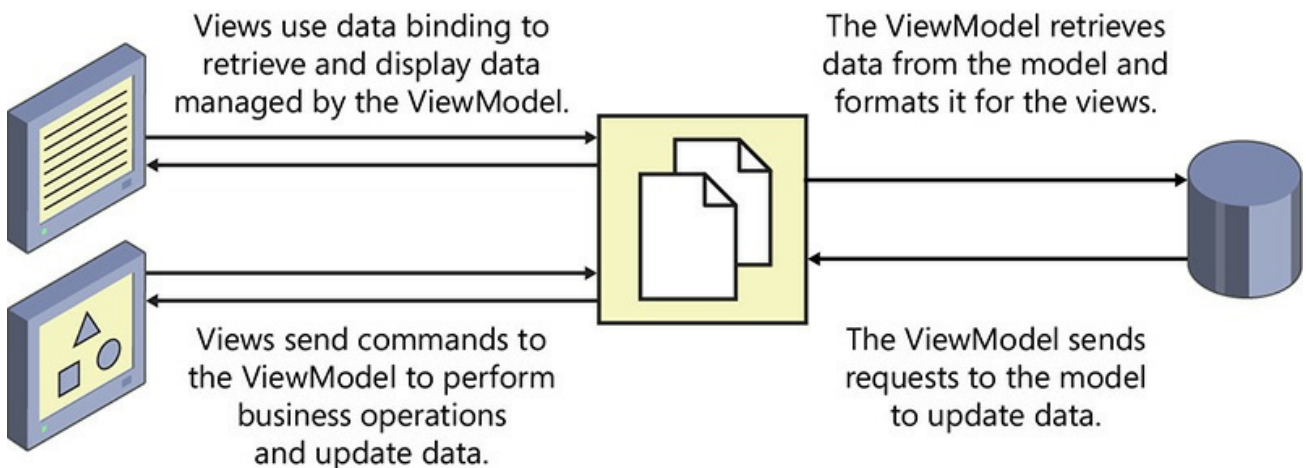 Views use data binding to
retrieve and display data
managed by the ViewModel.
The ViewModel retrieves
data from the model and
formats it for the views.
Views send commands to
the ViewModel to perform
business operations
and update data.
The ViewModel sends
requests to the model
to update data.